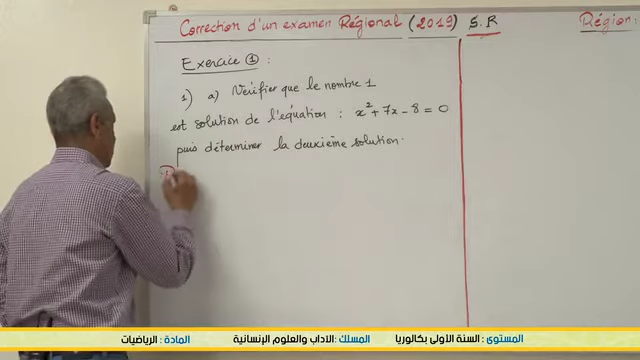 Correction d'un examen Régional (2019) S.R
Région:
Exercice ① :
1) a) Vérifier que le nombre 1
est solution de l'équation : x² + 7x - 8 = 0
puis déterminer la deuxième solution.
المستوى : السنة الأولى بكالوريا المسلك : الآداب والعلوم الإنسانية المادة : الرياضيات